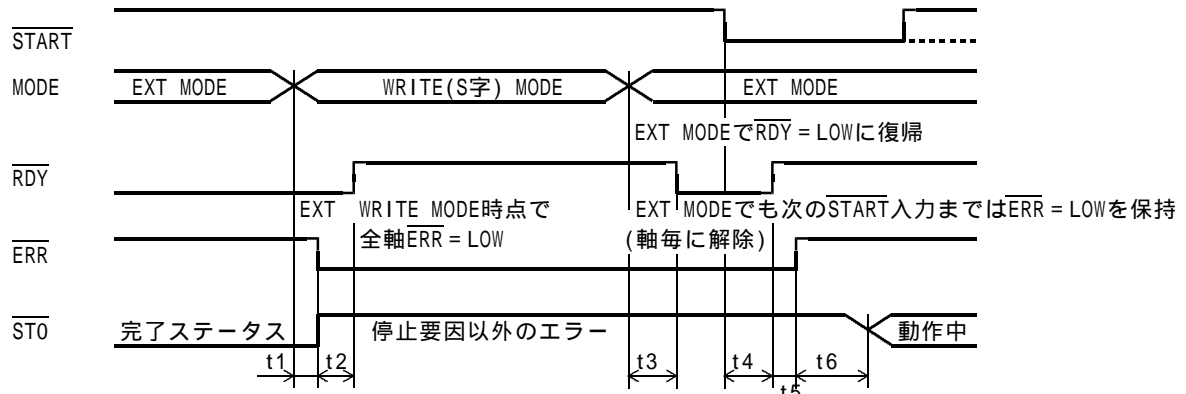 START
MODE EXT MODE WRITE(S字) MODE EXT MODE
EXT MODEでRDY = LOWに復帰
RDY
EXT WRITE MODE時点で
全軸ERR = LOW
EXT MODEでも次のSTART入力まではERR = LOWを保持
(軸毎に解除)
ERR
STO 完了ステータス 停止要因以外のエラー 動作中
t1 t2 t3 t4 t6
t5